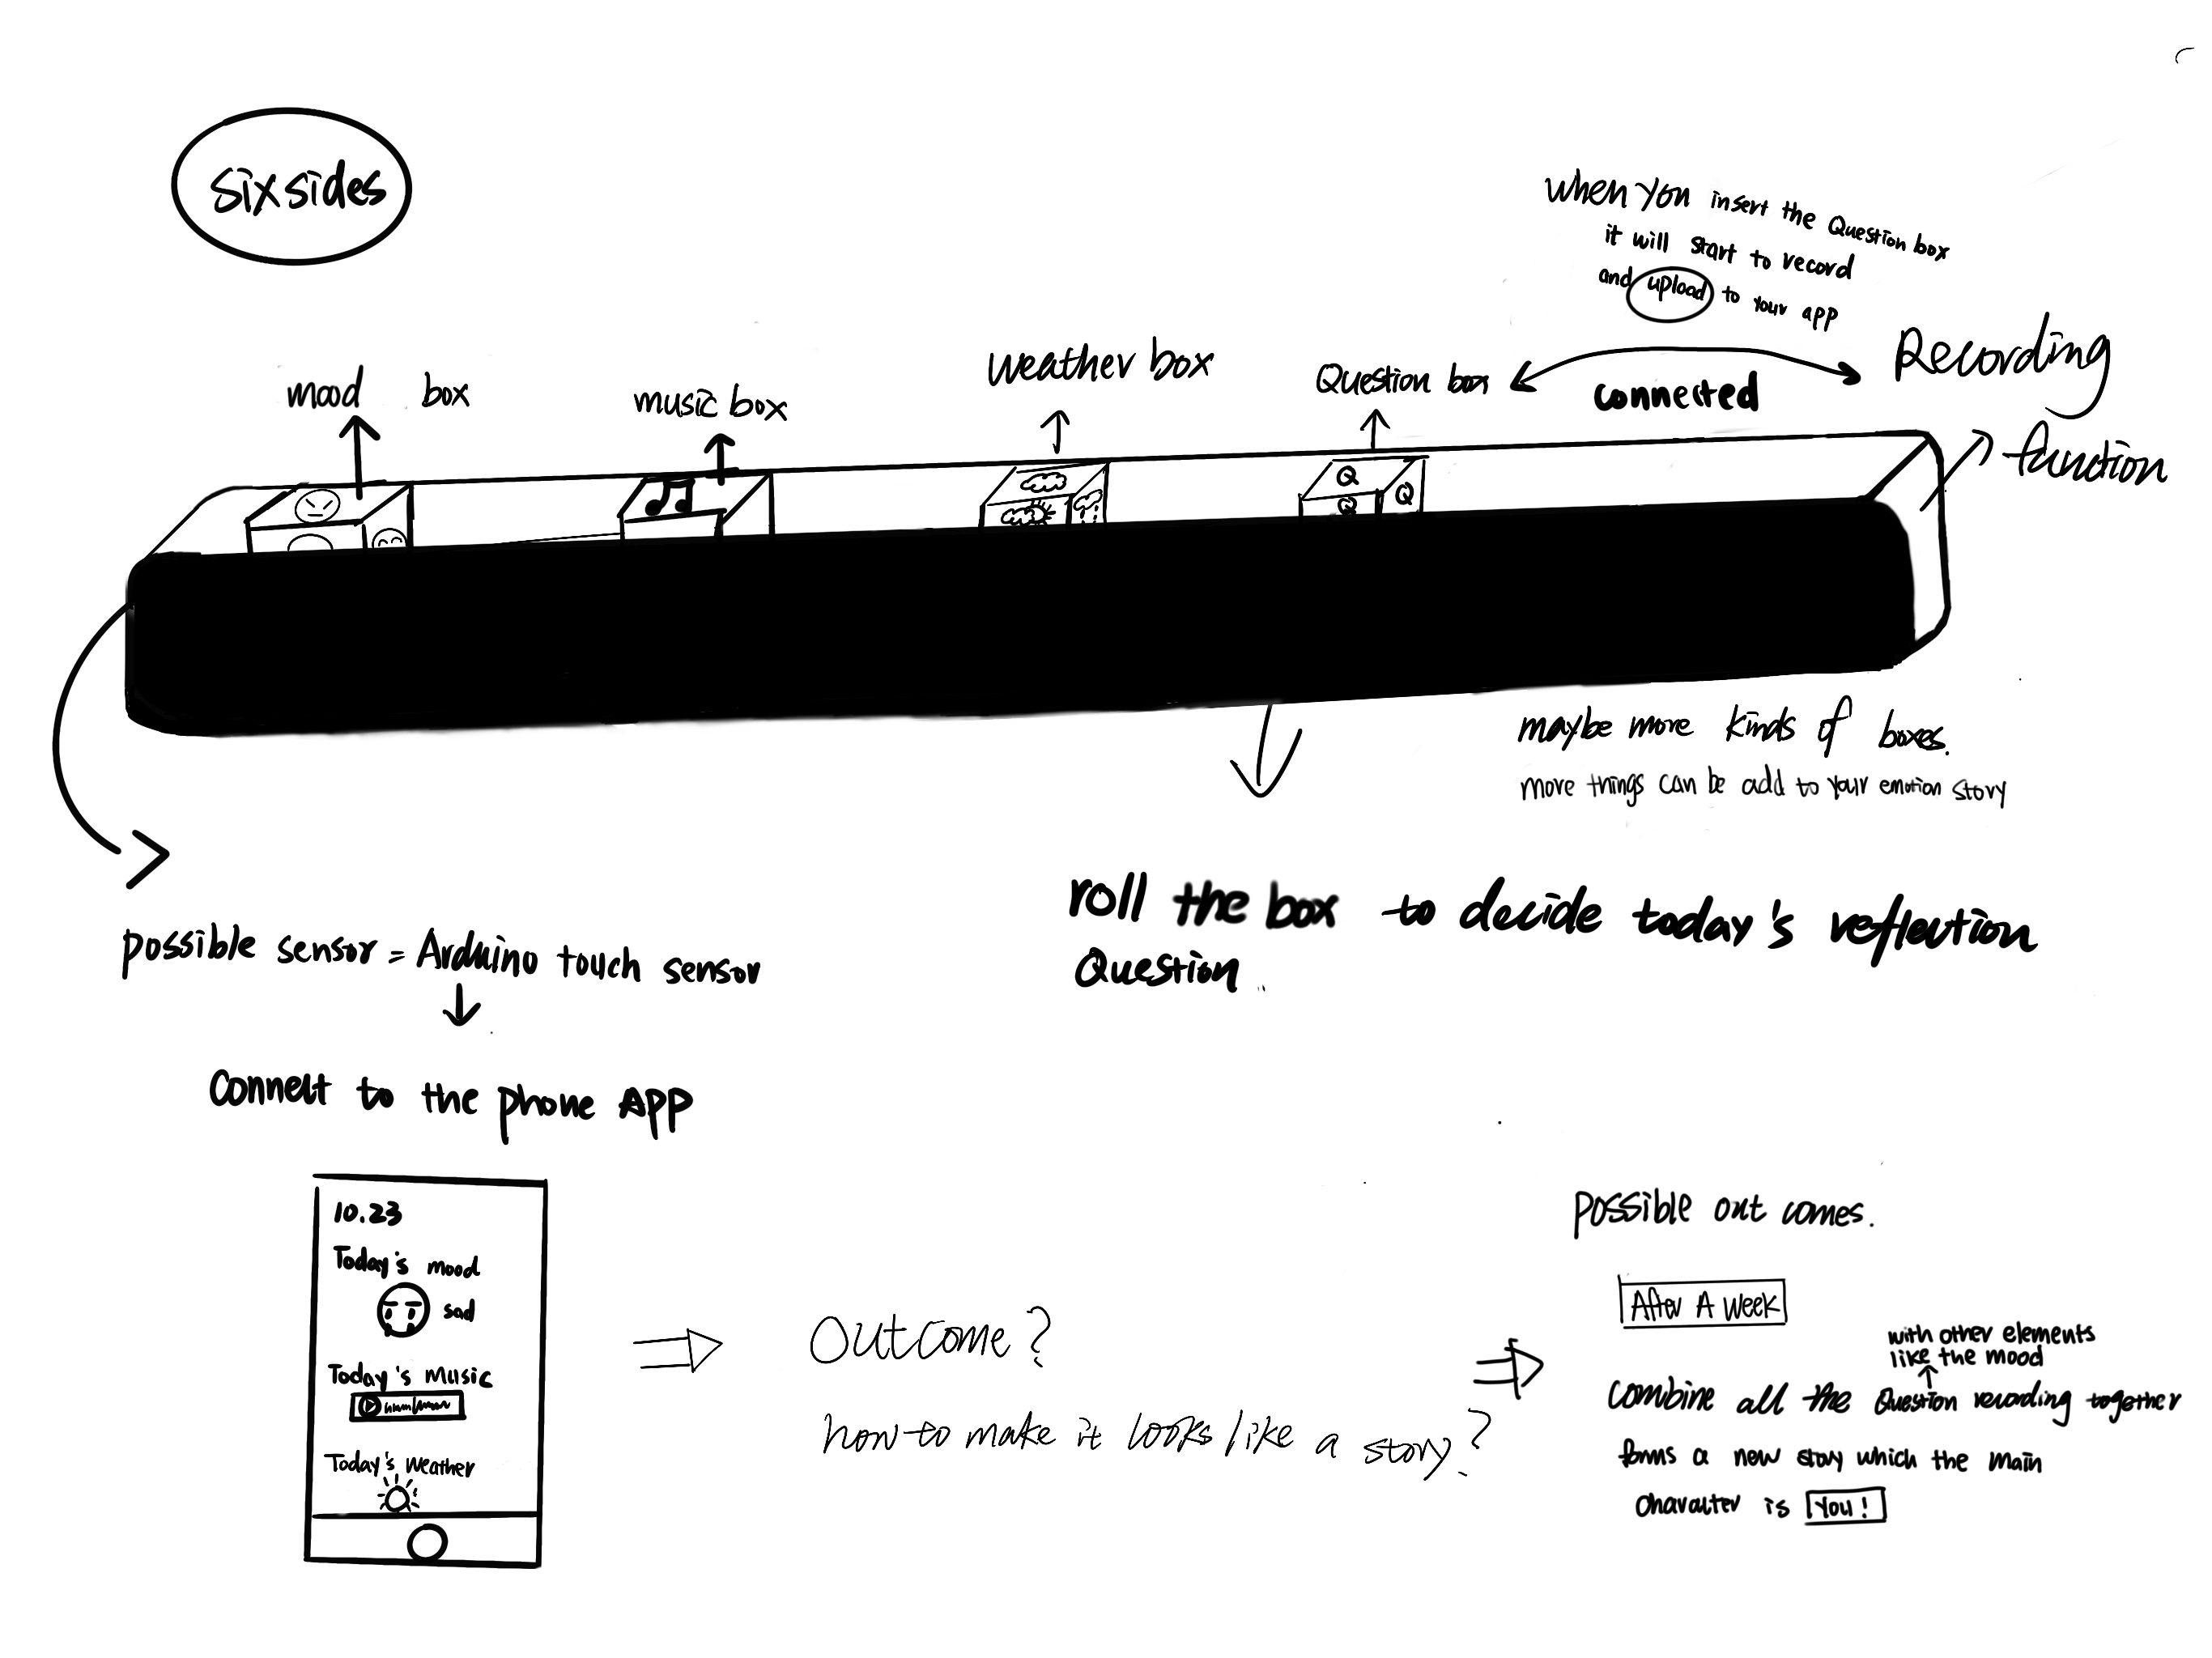 sixsides
when you insert the Question box
it will start to record
and upload to your app
mood box
music box
weather box
Question box
connected
Recording
function
Q
Q
Q
maybe more kinds of boxes.
more things can be add to your emotion story
roll the box to decide today's reflection
Question
possible sensor = Arduino touch sensor
connect to the phone APP
10.23
Today's mood
sad
Today's music
Today's weather
Outcome?
how to make it looks like a story?
possible out comes.
After A week
with other elements
like the mood
combine all the Question recording together
forms a new story which the main
character is You!